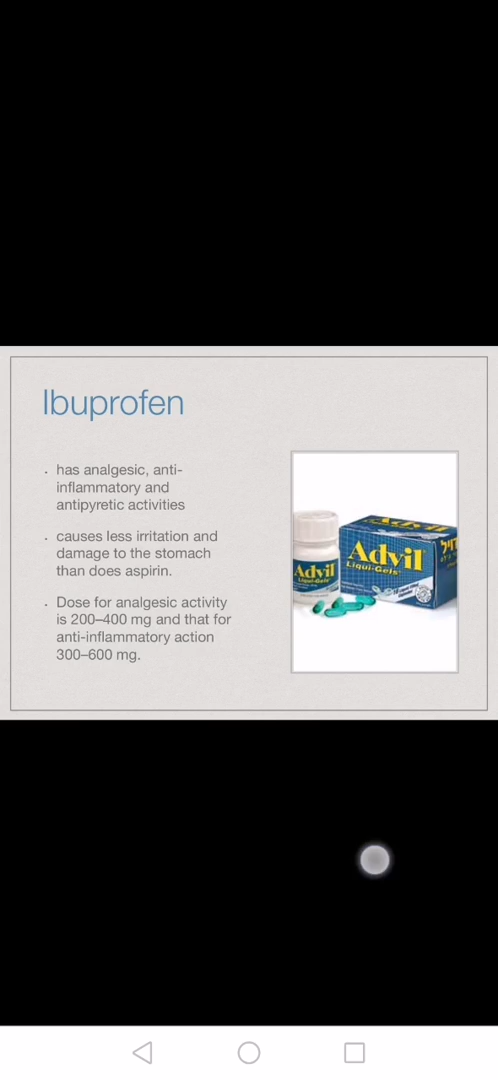 Ibuprofen
· has analgesic, anti-
inflammatory and
antipyretic activities
· causes less irritation and
damage to the stomach
than does aspirin.
· Dose for analgesic activity
is 200–400 mg and that for
anti-inflammatory action
300–600 mg.
Advil
Liqui-Gels
Advil
Liqui-Gels